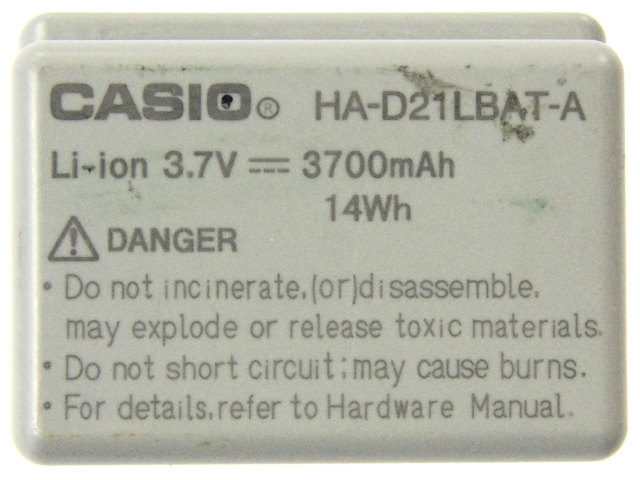 CASIO® HA-D21LBAT-A
Li-ion 3.7V ⎓ 3700mAh
14Wh
⚠ DANGER
• Do not incinerate,(or)disassemble,
may explode or release toxic materials.
• Do not short circuit;may cause burns.
• For details,refer to Hardware Manual.